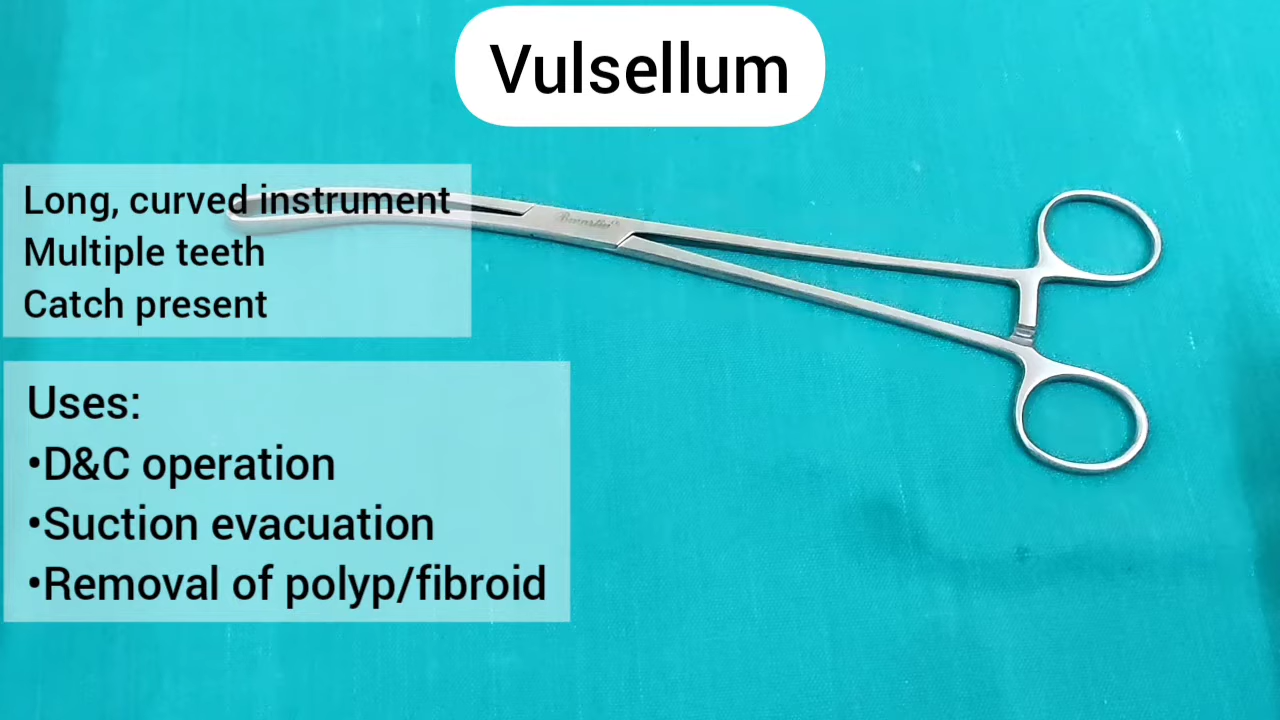 Vulsellum
Long, curved instrument
Multiple teeth
Catch present
Uses:
•D&C operation
•Suction evacuation
•Removal of polyp/fibroid